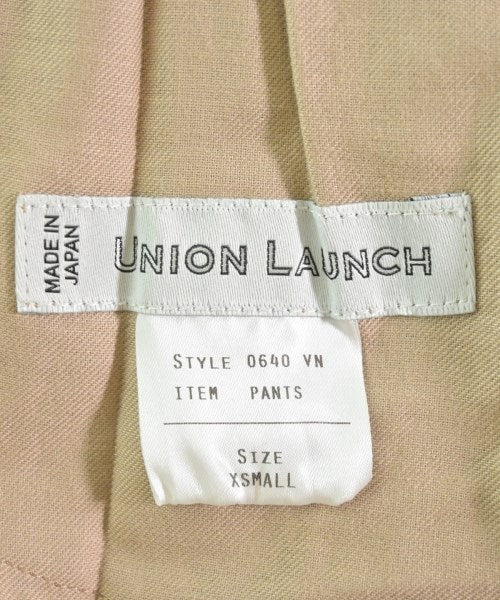 MADE IN
JAPAN
UNION LAUNCH
STYLE 0640 VN
ITEM PANTS
SIZE
XSMALL